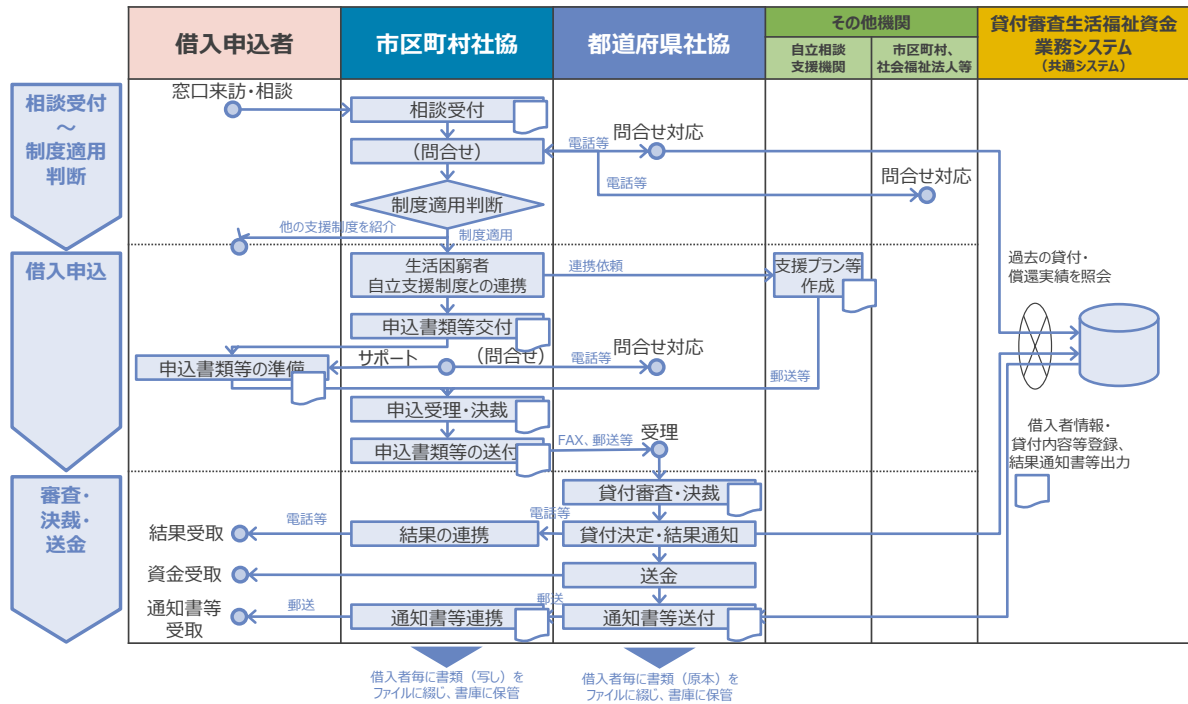 借入申込者
市区町村社協
都道府県社協
その他機関
自立相談
支援機関
市区町村、
社会福祉法人等
貸付審査生活福祉資金
業務システム
(共通システム)
相談受付
～
制度適用
判断
窓口来訪・相談
相談受付
(問合せ)
電話等
問合せ対応
電話等
問合せ対応
制度適用判断
他の支援制度を紹介
制度適用
借入申込
生活困窮者
自立支援制度との連携
連携依頼
支援プラン等
作成
過去の貸付・
償還実績を照会
申込書類等交付
申込書類等の準備
サポート
(問合せ)
電話等
問合せ対応
郵送等
申込受理・決裁
申込書類等の送付
FAX、郵送等
受理
借入者情報・
貸付内容等登録、
結果通知書等出力
審査・
決裁・
送金
貸付審査・決裁
結果受取
電話等
結果の連携
電話等
貸付決定・結果通知
資金受取
送金
通知書等
受取
郵送
通知書等連携
郵送
通知書等送付
借入者毎に書類（写し）を
ファイルに綴じ、書庫に保管
借入者毎に書類（原本）を
ファイルに綴じ、書庫に保管